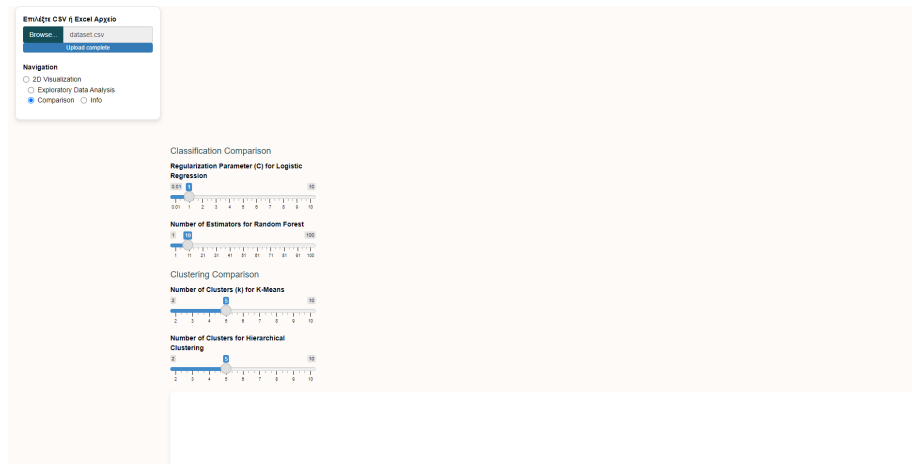 Επιλέξτε CSV ή Excel Αρχείο
Browse... dataset.csv
Upload complete
Navigation
2D Visualization
Exploratory Data Analysis
Comparison Info
Classification Comparison
Regularization Parameter (C) for Logistic
Regression
0.01 1 10
0.01 1 2 3 4 5 6 7 8 9 10
Number of Estimators for Random Forest
1 10 100
1 11 21 31 41 51 61 71 81 91 100
Clustering Comparison
Number of Clusters (k) for K-Means
2 5 10
2 3 4 5 6 7 8 9 10
Number of Clusters for Hierarchical
Clustering
2 5 10
2 3 4 5 6 7 8 9 10